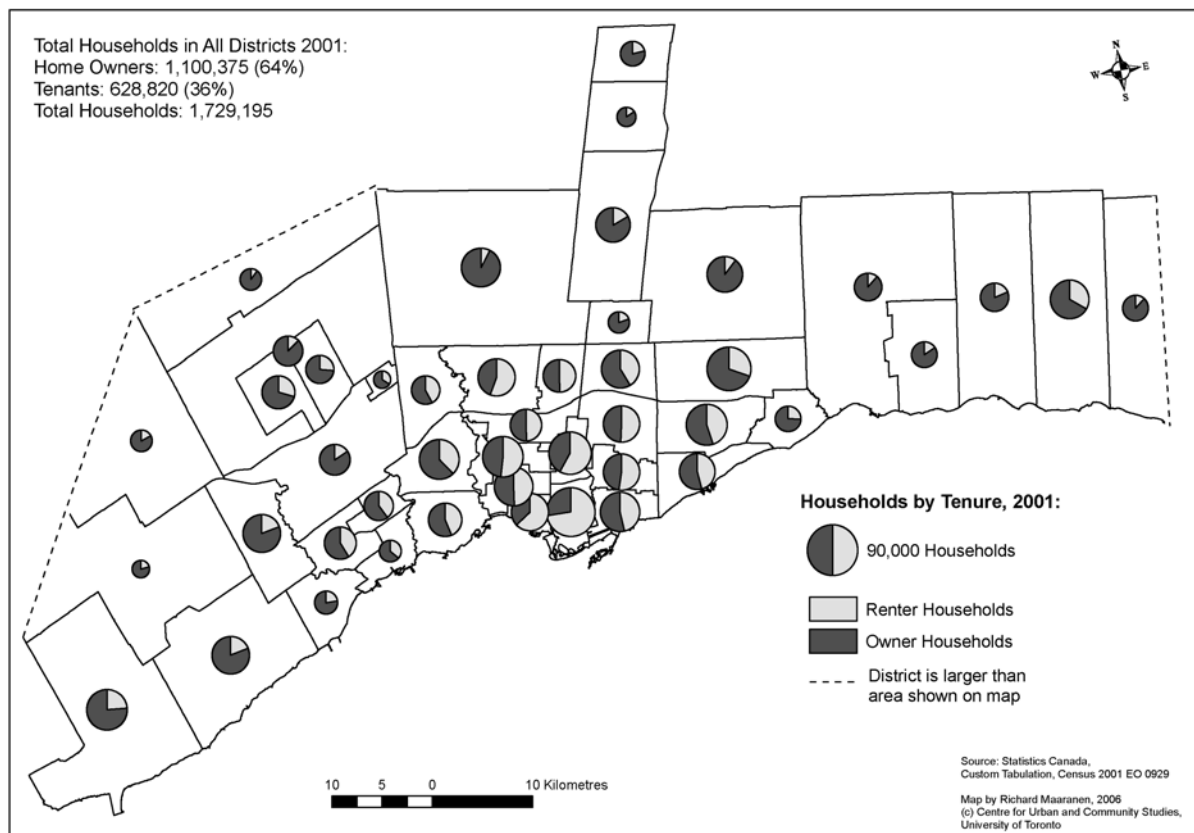 Total Households in All Districts 2001:
Home Owners: 1,100,375 (64%)
Tenants: 628,820 (36%)
Total Households: 1,729,195
N
W E
S
Households by Tenure, 2001:
90,000 Households
Renter Households
Owner Households
District is larger than
area shown on map
10 5 0 10 Kilometres
Source: Statistics Canada,
Custom Tabulation, Census 2001 EO 0929
Map by Richard Maaranen, 2006
(c) Centre for Urban and Community Studies,
University of Toronto